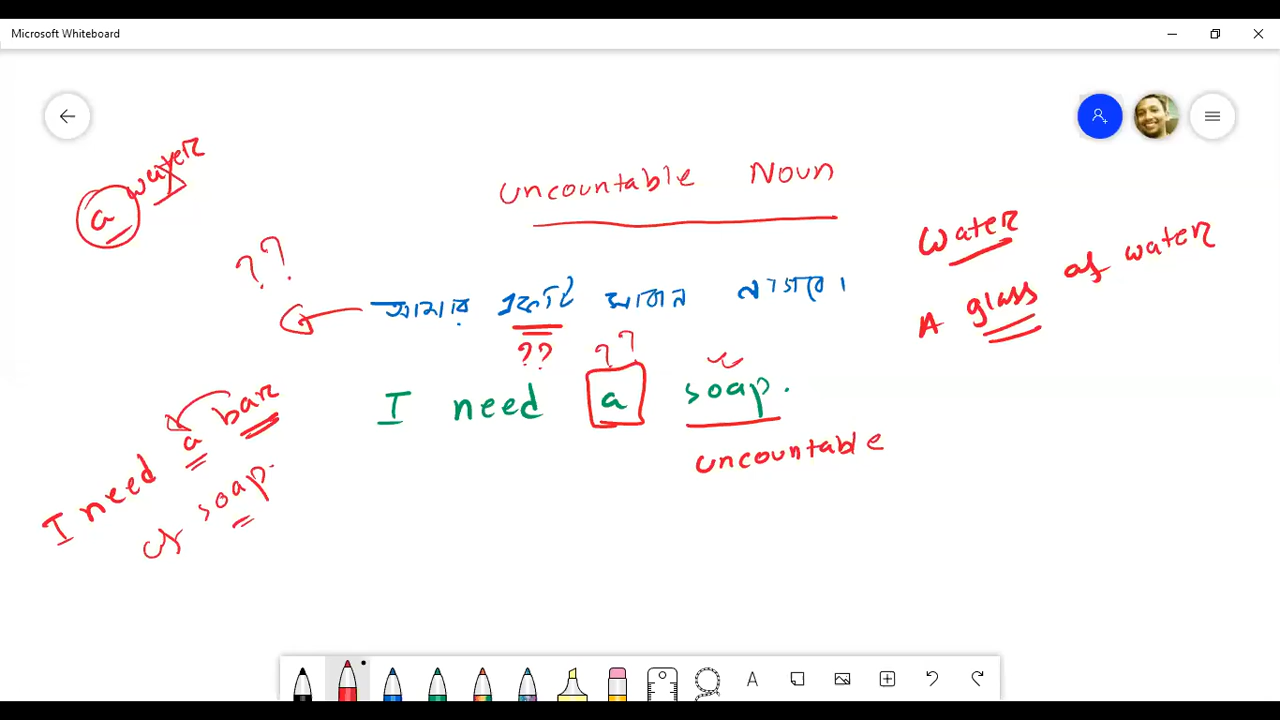 Microsoft Whiteboard
a water
Uncountable Noun
Water
A glass of water
??
আমার একটি সাবান লাগবে।
??
??
I need a soap.
uncountable
I need a bar
of soap.
A